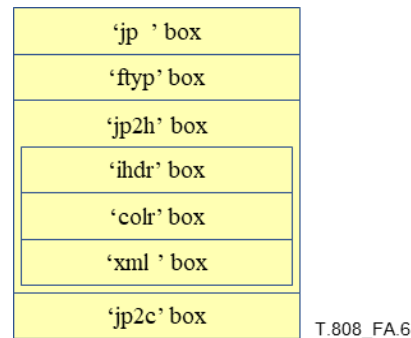 ‘jp  ’ box
‘ftyp’ box
‘jp2h’ box
‘ihdr’ box
‘colr’ box
‘xml ’ box
‘jp2c’ box
T.808_FA.6